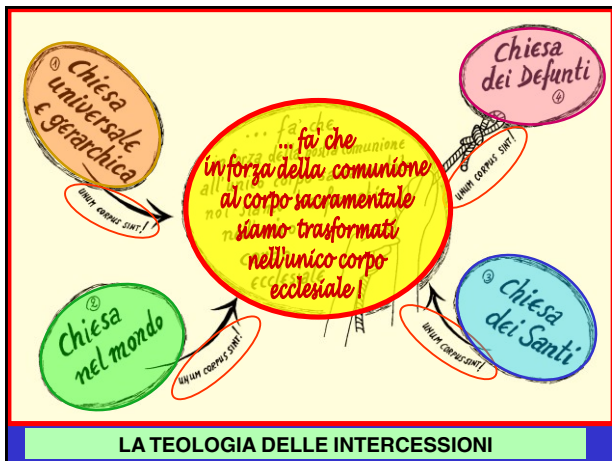 ①
Chiesa
universale
e gerarchica
UNUM CORPUS SINT!
Chiesa
dei Defunti
④
UNUM CORPUS SINT!
... fa' che
in forza della comunione
al corpo sacramentale
siamo trasformati
nell'unico corpo
ecclesiale !
②
Chiesa
nel mondo
UNUM CORPUS SINT!
③ Chiesa
dei Santi
UNUM CORPUS SINT!
LA TEOLOGIA DELLE INTERCESSIONI